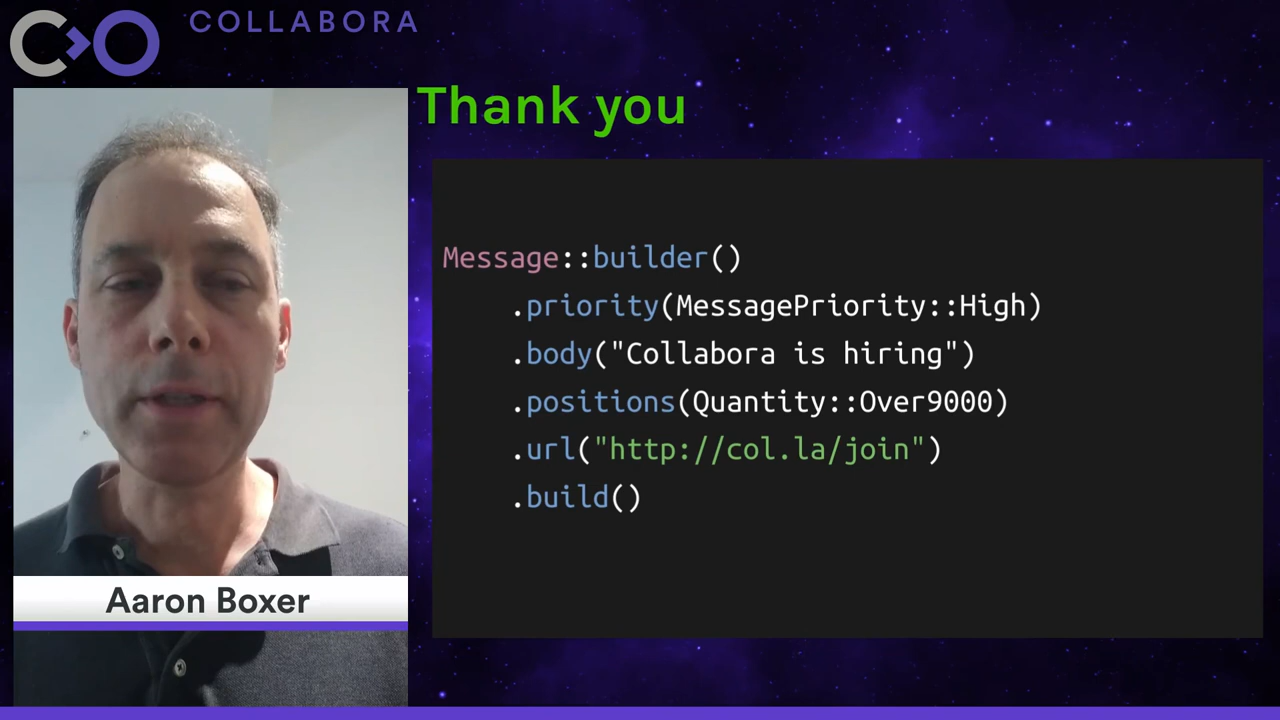 COLLABORA
Thank you
Message::builder()
.priority(MessagePriority::High)
.body("Collabora is hiring")
.positions(Quantity::Over9000)
.url("http://col.la/join")
.build()
Aaron Boxer